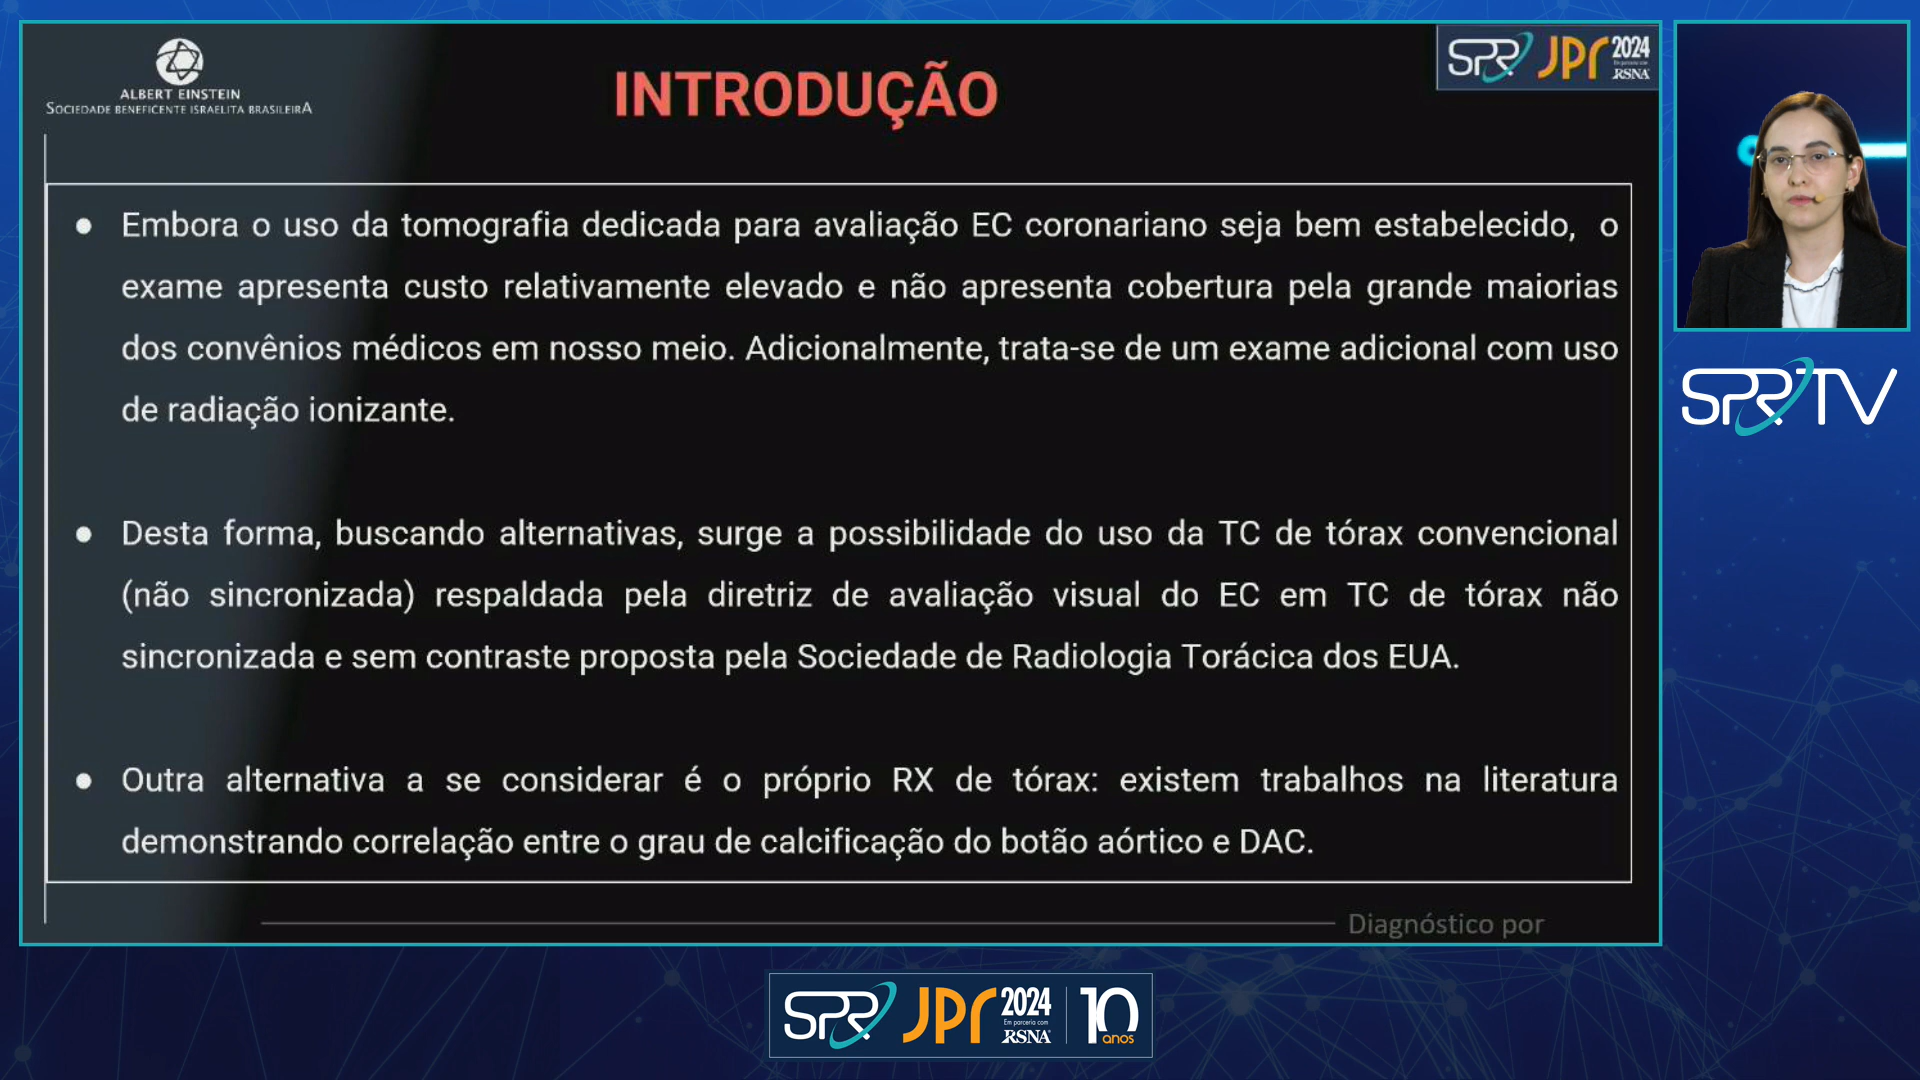 ALBERT EINSTEIN
SOCIEDADE BENEFICENTE ISRAELITA BRASILEIRA
INTRODUÇÃO
SPR JPR 2024
Em parceria com
RSNA
● Embora o uso da tomografia dedicada para avaliação EC coronariano seja bem estabelecido, o
exame apresenta custo relativamente elevado e não apresenta cobertura pela grande maiorias
dos convênios médicos em nosso meio. Adicionalmente, trata-se de um exame adicional com uso
de radiação ionizante.
● Desta forma, buscando alternativas, surge a possibilidade do uso da TC de tórax convencional
(não sincronizada) respaldada pela diretriz de avaliação visual do EC em TC de tórax não
sincronizada e sem contraste proposta pela Sociedade de Radiologia Torácica dos EUA.
● Outra alternativa a se considerar é o próprio RX de tórax: existem trabalhos na literatura
demonstrando correlação entre o grau de calcificação do botão aórtico e DAC.
Diagnóstico por
SPR TV
SPR JPR 2024
Em parceria com
RSNA
10
anos